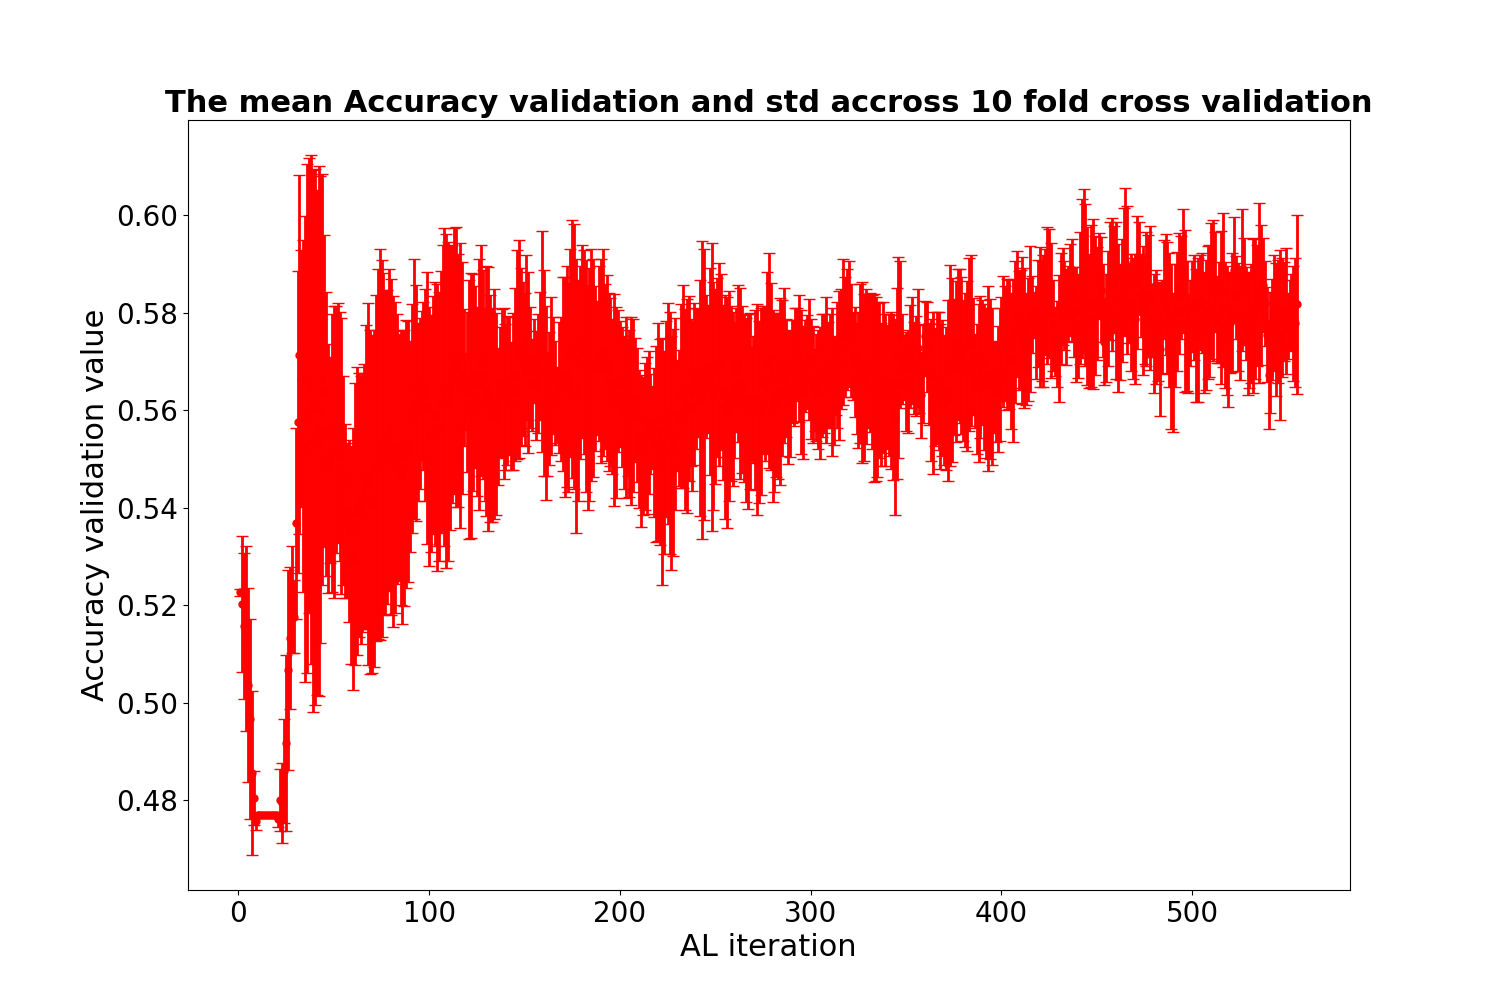 The mean Accuracy validation and std accross 10 fold cross validation
0.60
0.58
0.56
0.54
0.52
0.50
0.48
Accuracy validation value
0 100 200 300 400 500
AL iteration